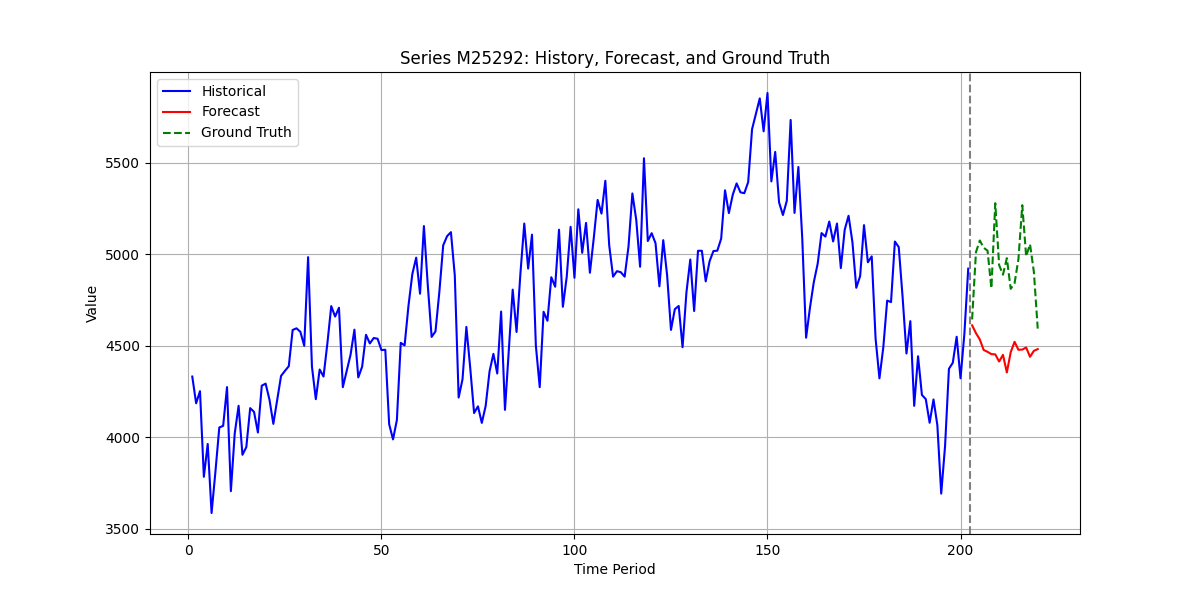 Series M25292: History, Forecast, and Ground Truth
Historical
Forecast
Ground Truth
Value
5500
5000
4500
4000
3500
0
50
100
150
200
Time Period